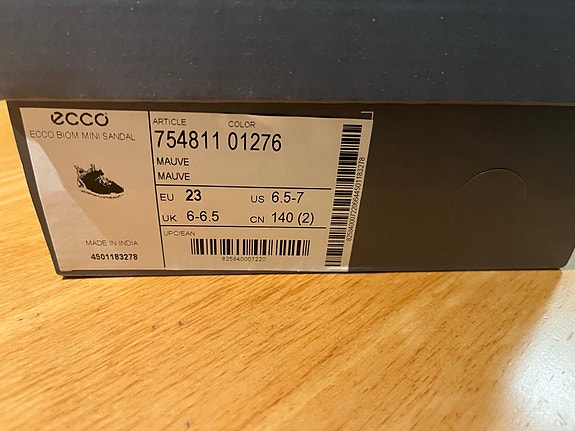 ecco
ECCO BIOM MINI SANDAL
MADE IN INDIA
4501183278
ARTICLE COLOR
754811 01276
MAUVE
MAUVE
EU 23 US 6.5-7
UK 6-6.5 CN 140 (2)
UPC/EAN
825840007220